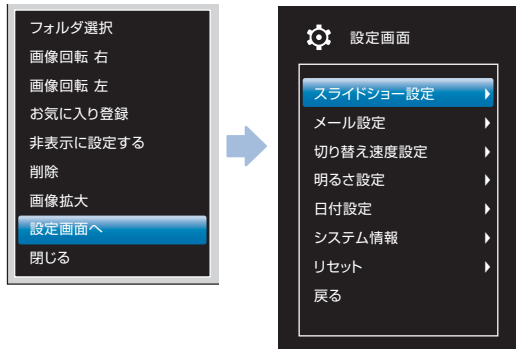 フォルダ選択
画像回転 右
画像回転 左
お気に入り登録
非表示に設定する
削除
画像拡大
設定画面へ
閉じる
設定画面
スライドショー設定
メール設定
切り替え速度設定
明るさ設定
日付設定
システム情報
リセット
戻る